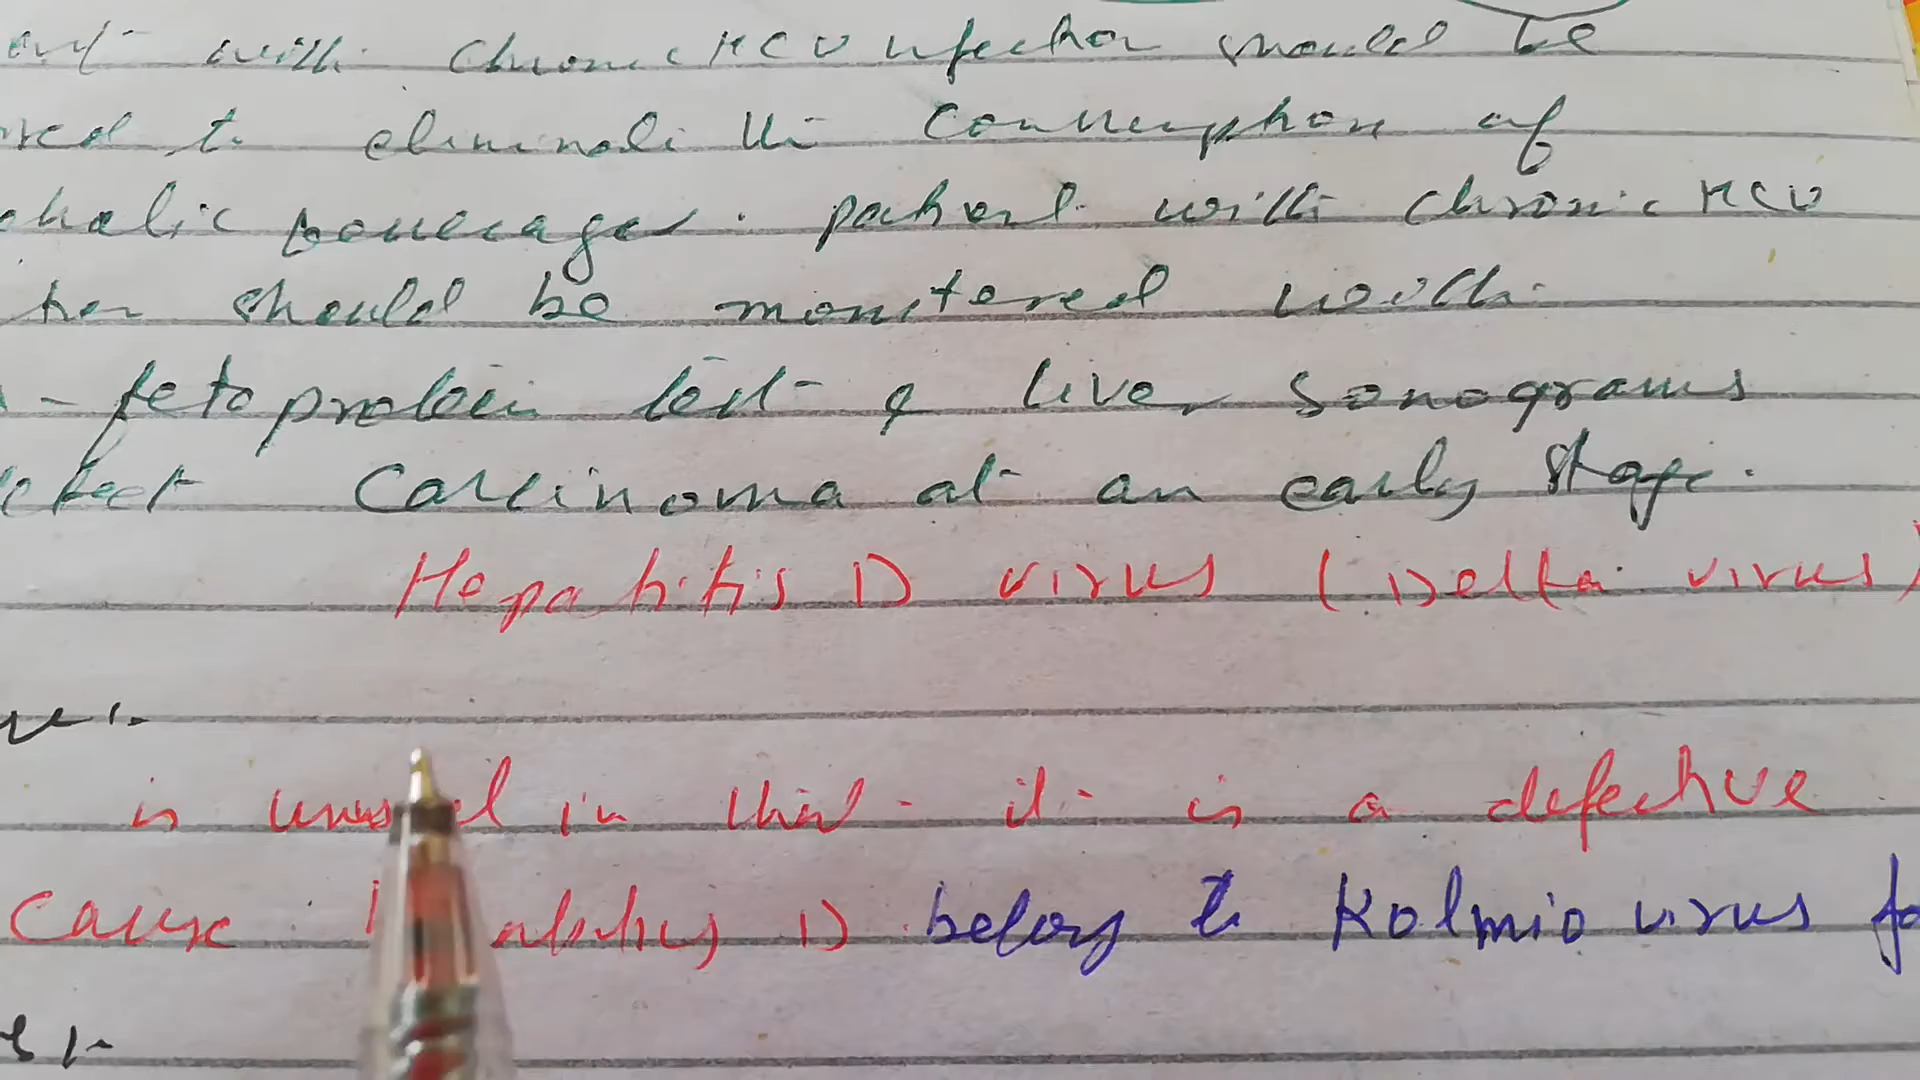 with chronic HCV infection should be
to eliminate the consumption of
beverages. patient with chronic HCV
should be monitored with
- fetoprotein test & liver sonograms
carcinoma at an early stage.
Hepatitis D virus (Delta virus)
is in that it is a defective
cause D belong to Kolmio virus